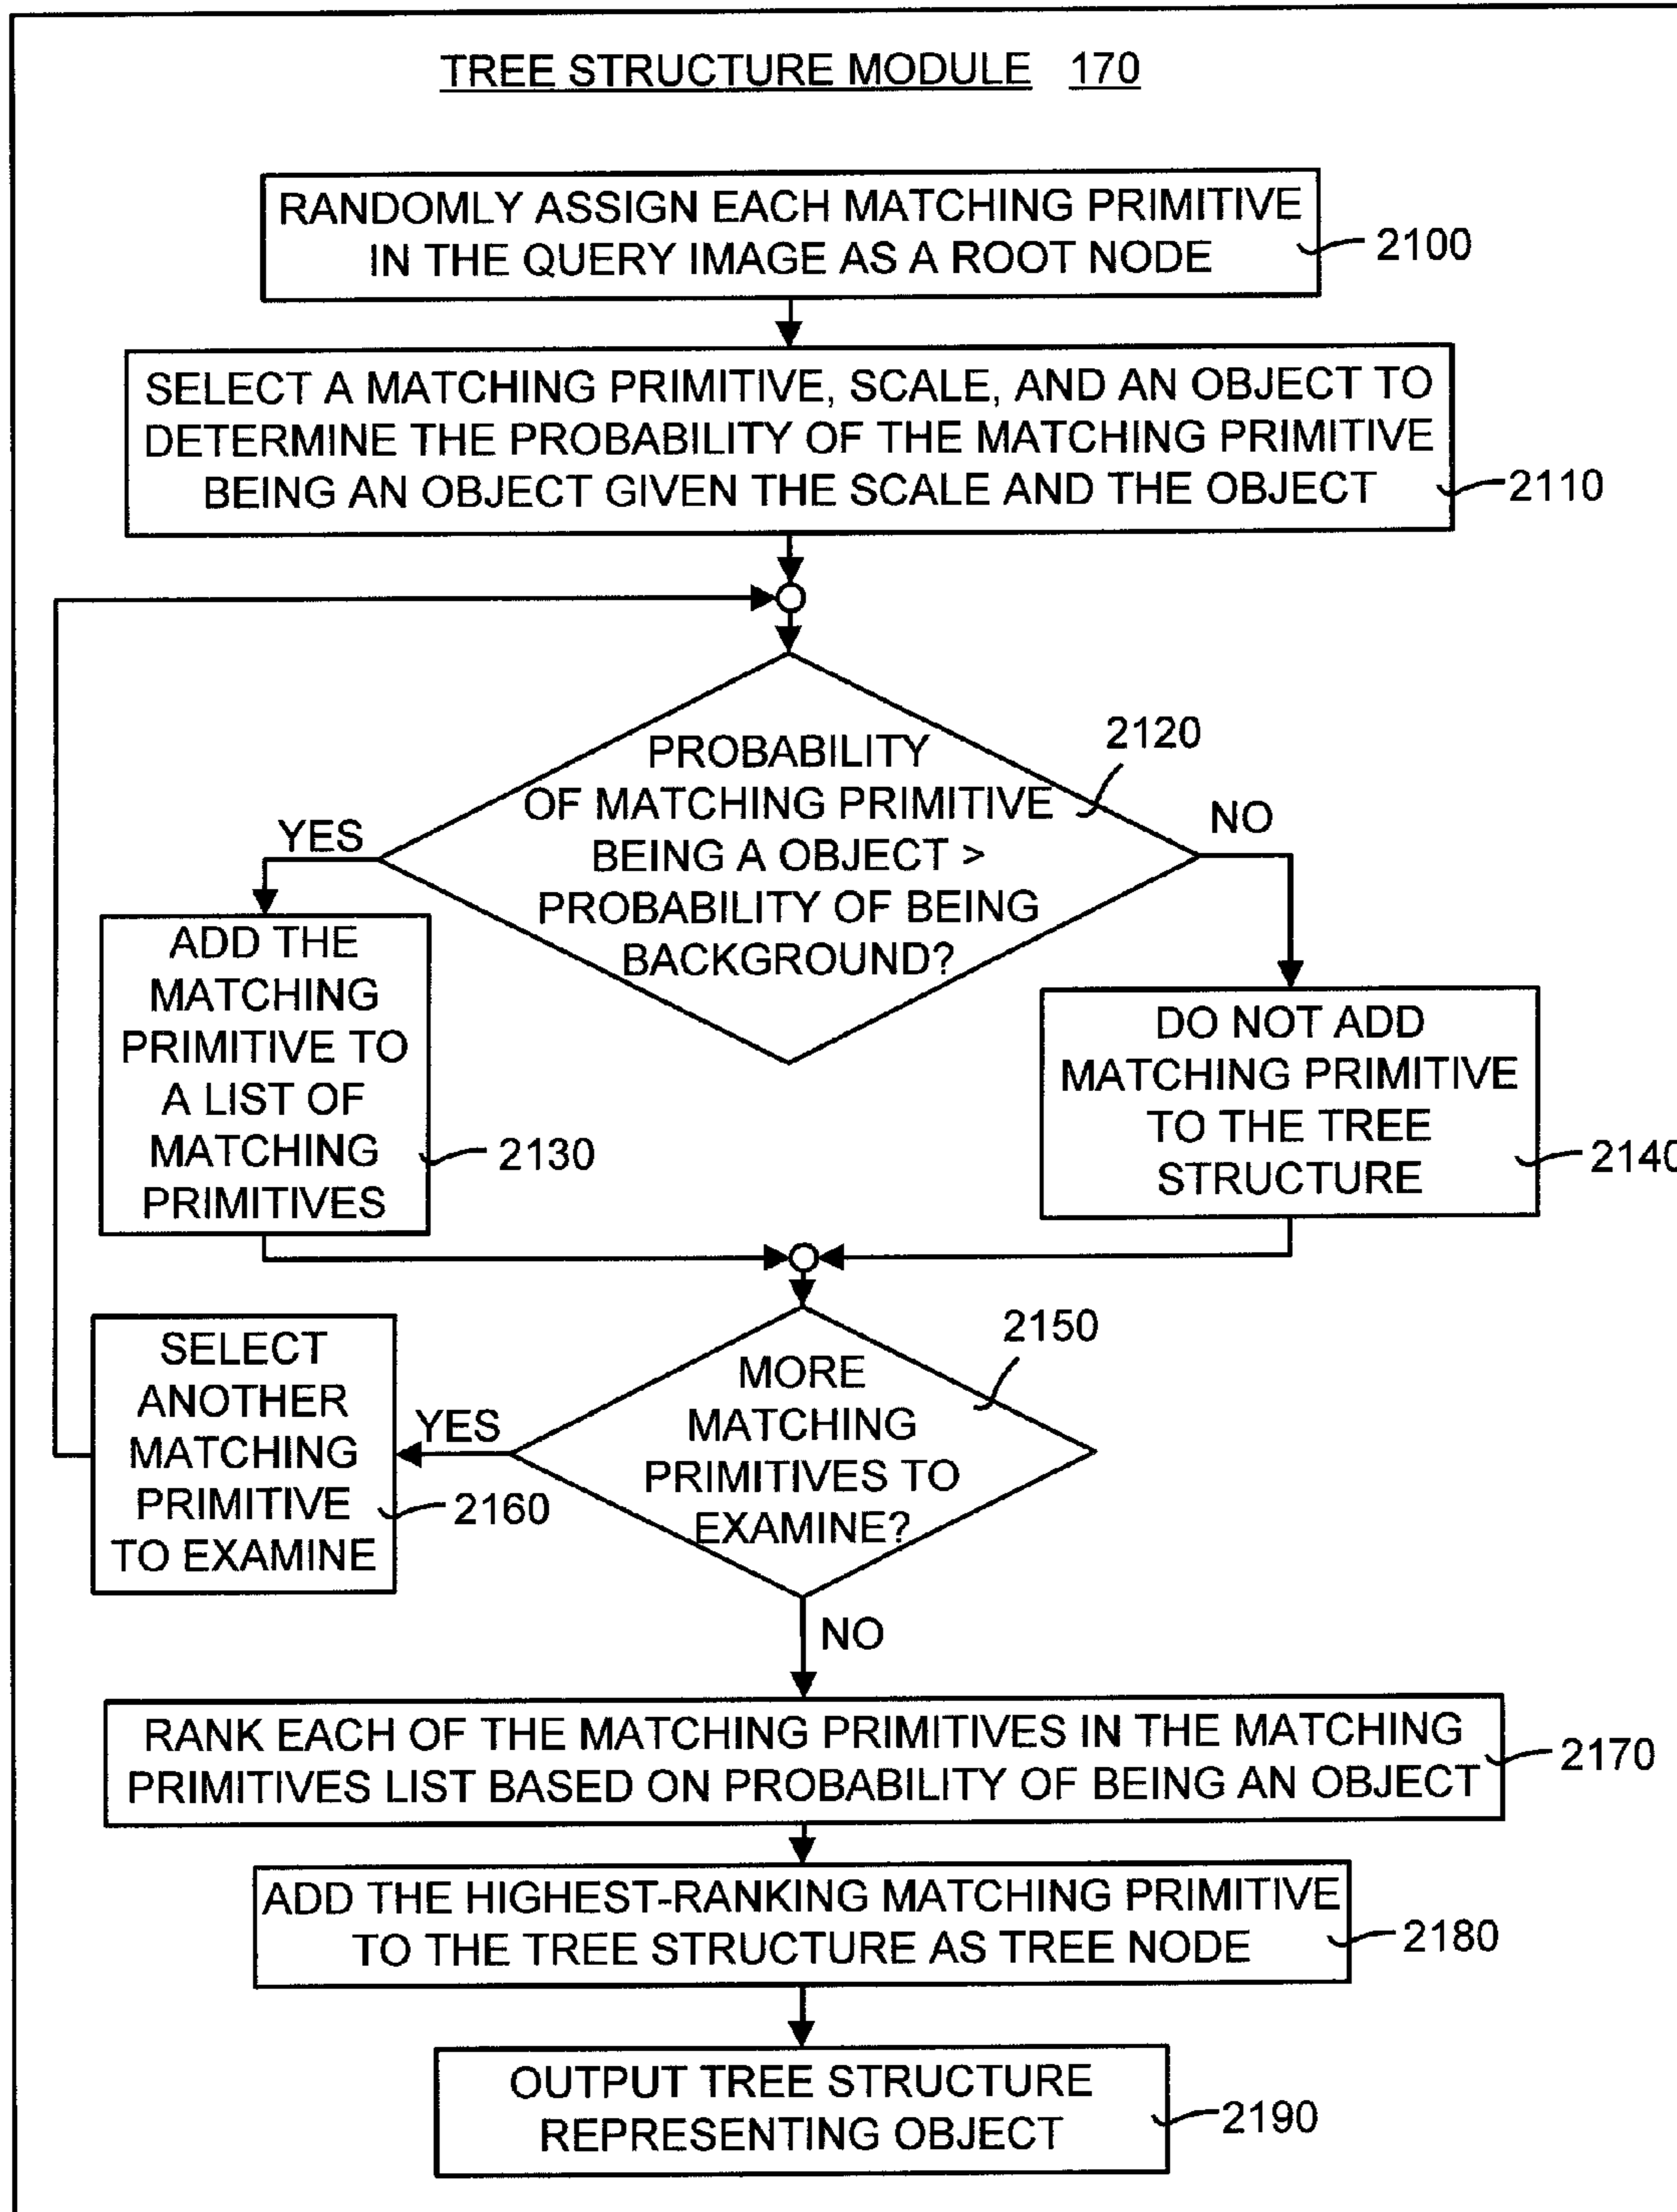 TREE STRUCTURE MODULE 170
RANDOMLY ASSIGN EACH MATCHING PRIMITIVE
IN THE QUERY IMAGE AS A ROOT NODE
2100
SELECT A MATCHING PRIMITIVE, SCALE, AND AN OBJECT TO
DETERMINE THE PROBABILITY OF THE MATCHING PRIMITIVE
BEING AN OBJECT GIVEN THE SCALE AND THE OBJECT
2110
PROBABILITY
OF MATCHING PRIMITIVE
BEING A OBJECT >
PROBABILITY OF BEING
BACKGROUND?
2120
YES
NO
ADD THE
MATCHING
PRIMITIVE TO
A LIST OF
MATCHING
PRIMITIVES
2130
DO NOT ADD
MATCHING PRIMITIVE
TO THE TREE
STRUCTURE
2140
MORE
MATCHING
PRIMITIVES TO
EXAMINE?
2150
YES
SELECT
ANOTHER
MATCHING
PRIMITIVE
TO EXAMINE
2160
NO
RANK EACH OF THE MATCHING PRIMITIVES IN THE MATCHING
PRIMITIVES LIST BASED ON PROBABILITY OF BEING AN OBJECT
2170
ADD THE HIGHEST-RANKING MATCHING PRIMITIVE
TO THE TREE STRUCTURE AS TREE NODE
2180
OUTPUT TREE STRUCTURE
REPRESENTING OBJECT
2190